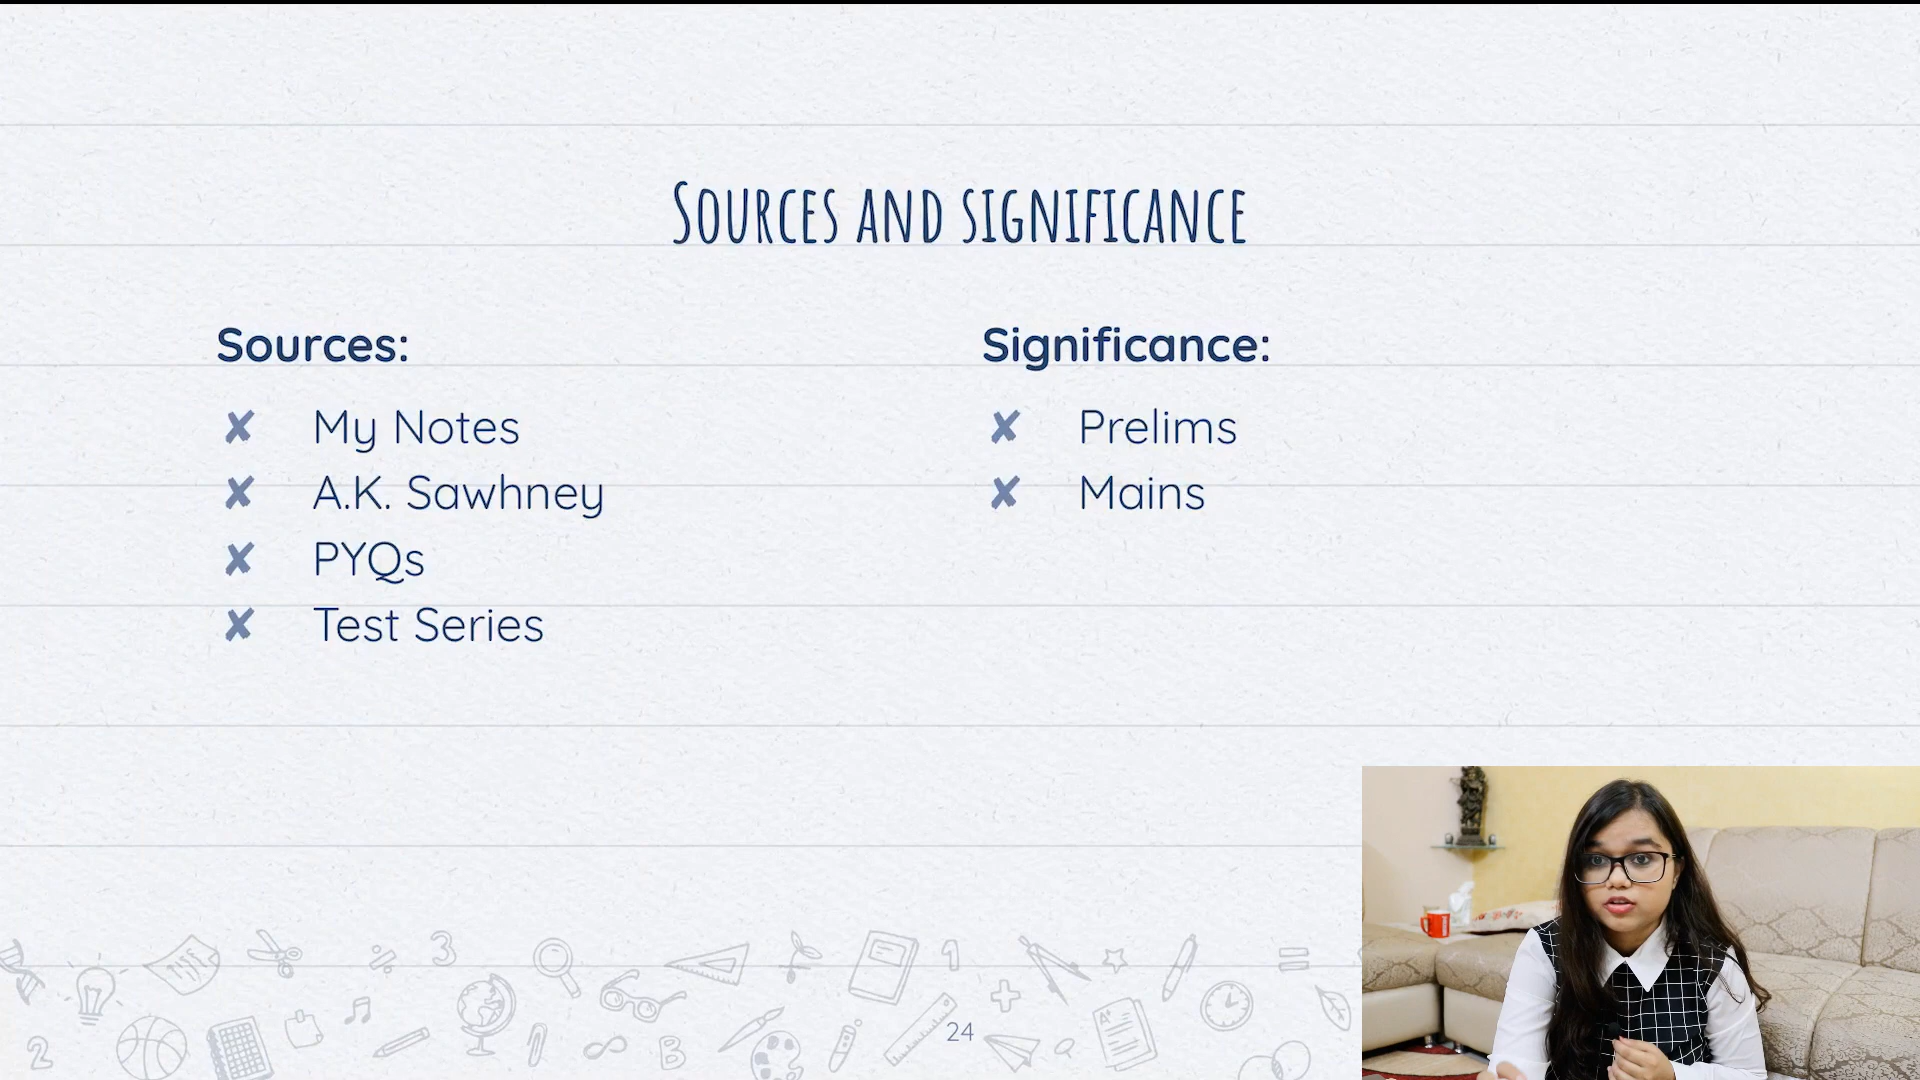 Sources and significance
Sources:
✘ My Notes
✘ A.K. Sawhney
✘ PYQs
✘ Test Series
Significance:
✘ Prelims
✘ Mains
24